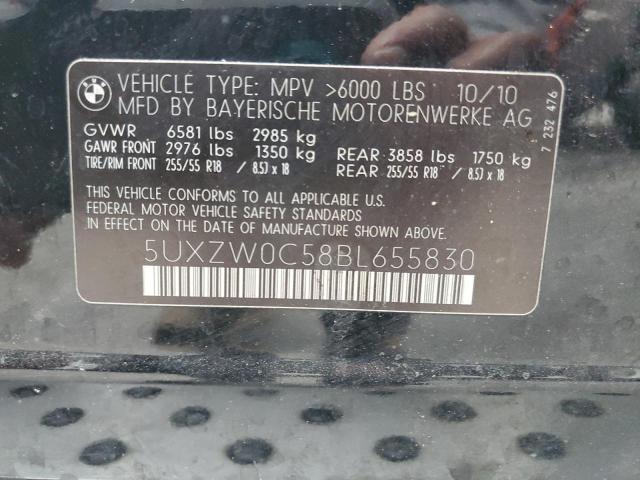 VEHICLE TYPE: MPV >6000 LBS 10/10
MFD BY BAYERISCHE MOTORENWERKE AG
GVWR 6581 lbs 2985 kg
GAWR FRONT 2976 lbs 1350 kg REAR 3858 lbs 1750 kg
TIRE/RIM FRONT 255/55 R18 / 8.5J x 18 REAR 255/55 R18 / 8.5J x 18
THIS VEHICLE CONFORMS TO ALL APPLICABLE U.S.
FEDERAL MOTOR VEHICLE SAFETY STANDARDS
IN EFFECT ON THE DATE OF MANUFACTURE SHOWN ABOVE.
5UXZW0C58BL655830
7 232 476